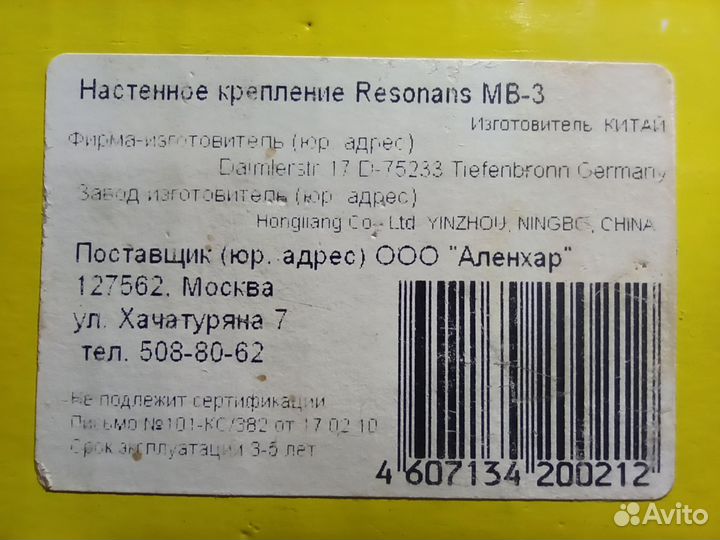 Настенное крепление Resonans МВ-3
Изготовитель КИТАЙ
Фирма-изготовитель (юр. адрес)
Daimlerstr 17 D-75233 Tiefenbronn Germany
Завод-изготовитель (юр. адрес)
Hongliang Co., Ltd YINZHOU, NINGBO, CHINA
Поставщик (юр. адрес) ООО "Аленхар"
127562, Москва
ул. Хачатуряна 7
тел. 508-80-62
Не подлежит сертификации
Письмо №101-КС/382 от 17 02 10
Срок эксплуатации 3-5 лет
4 607134 200212
Avito